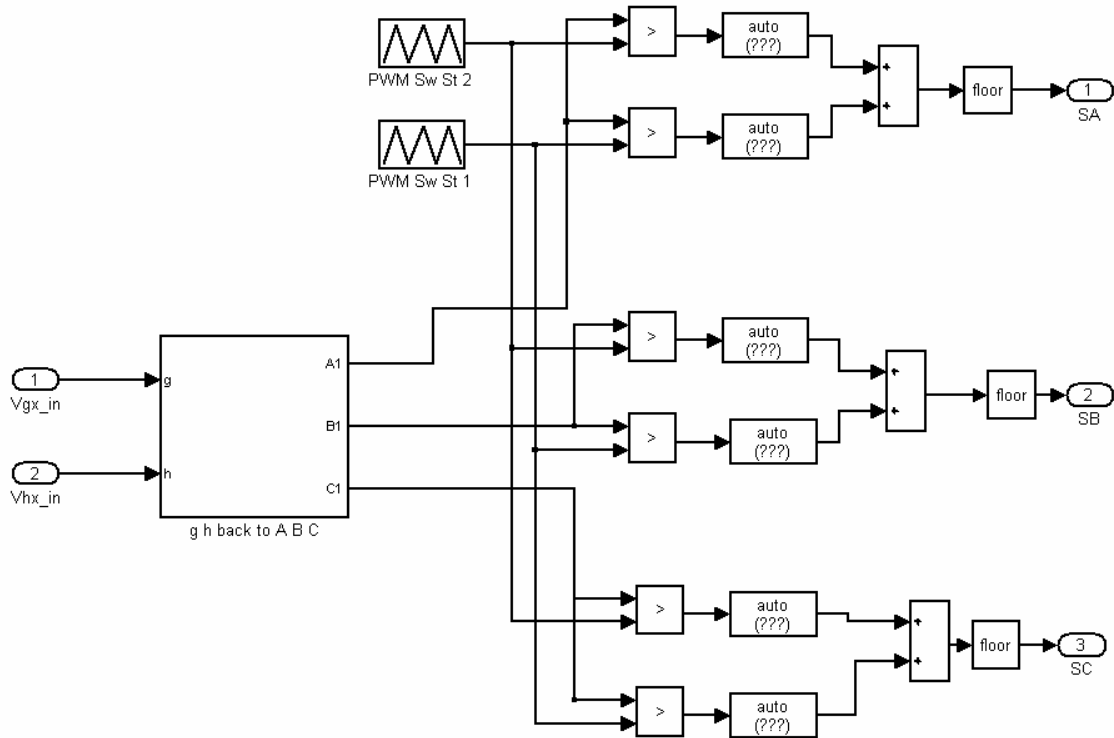 PWM Sw St 2
>
auto
(???)
+
+
floor
1
SA
PWM Sw St 1
>
auto
(???)
1
Vgx_in
2
Vhx_in
g
h
A1
B1
C1
g h back to A B C
>
auto
(???)
>
auto
(???)
+
+
floor
2
SB
>
auto
(???)
>
auto
(???)
+
+
floor
3
SC